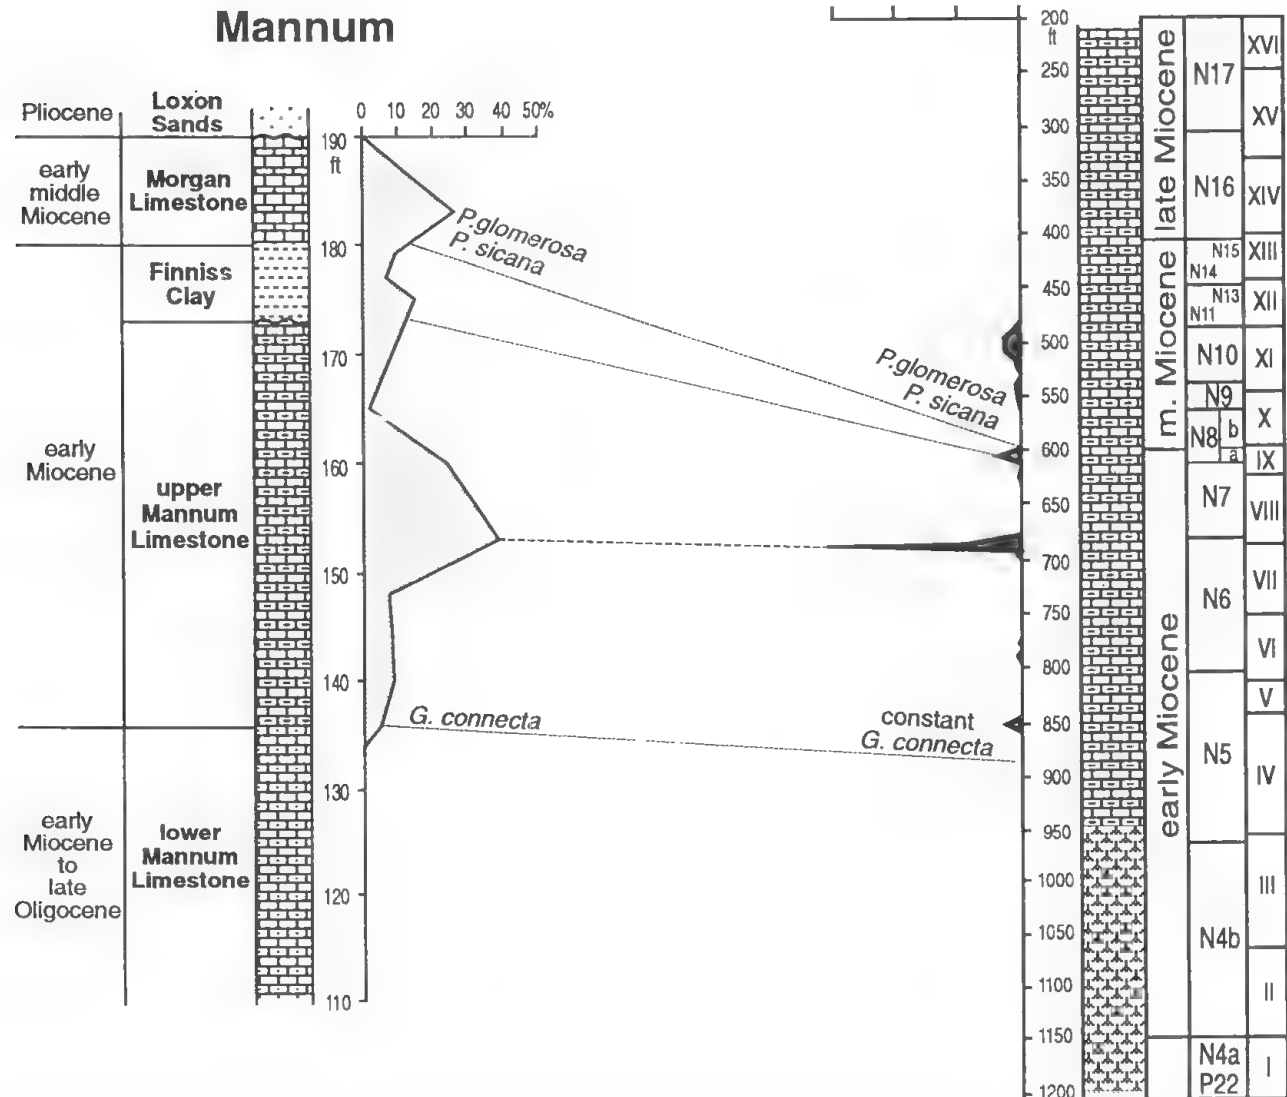 Mannum
Pliocene
Loxon
Sands
0 10 30 30 40 50%
190
ft
early
middle
Miocene
Morgan
Limestone
180
Finniss
Clay
170
early
Miocene
160
upper
Mannum
Limestone
150
140
130
early
Miocene
to
late
Oligocene
lower
Mannum
Limestone
120
110
P.glomerosa
P. sicana
G. connecta
P.glomerosa
P. sicana
constant
G. connecta
200
ft
250
300
350
400
450
500
550
600
650
700
750
800
850
900
950
1000
1050
1100
1150
1200
late Miocene
m. Miocene
early Miocene
N17
N16
N15
N14
N13
N11
N10
N9
N8
b
a
N7
N6
N5
N4b
N4a
P22
XVI
XV
XIV
XIII
XII
XI
X
IX
VIII
VII
VI
V
IV
III
II
I